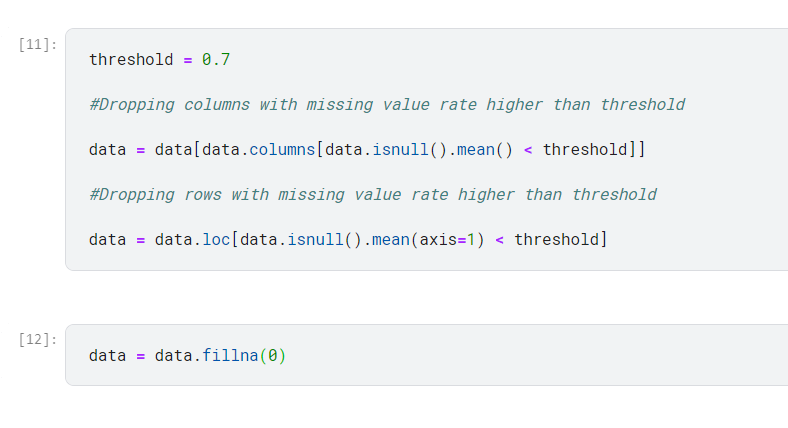 [11]:
threshold = 0.7
#Dropping columns with missing value rate higher than threshold
data = data[data.columns[data.isnull().mean() < threshold]]
#Dropping rows with missing value rate higher than threshold
data = data.loc[data.isnull().mean(axis=1) < threshold]
[12]:
data = data.fillna(0)